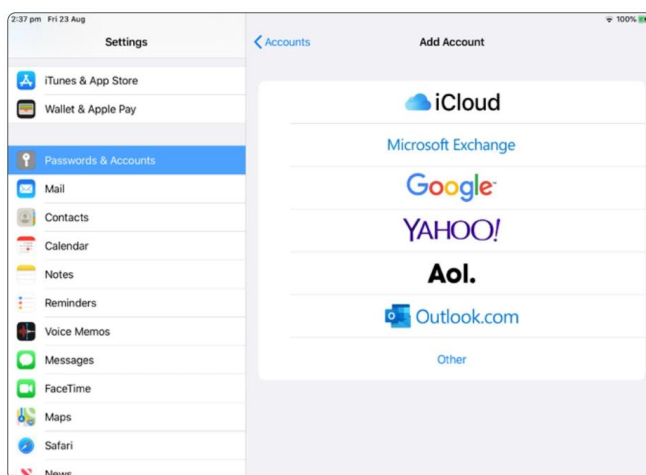 2:37 pm Fri 23 Aug
100%
Settings
Accounts
Add Account
iTunes & App Store
Wallet & Apple Pay
Passwords & Accounts
Mail
Contacts
Calendar
Notes
Reminders
Voice Memos
Messages
FaceTime
Maps
Safari
News
iCloud
Microsoft Exchange
Google
YAHOO!
Aol.
Outlook.com
Other